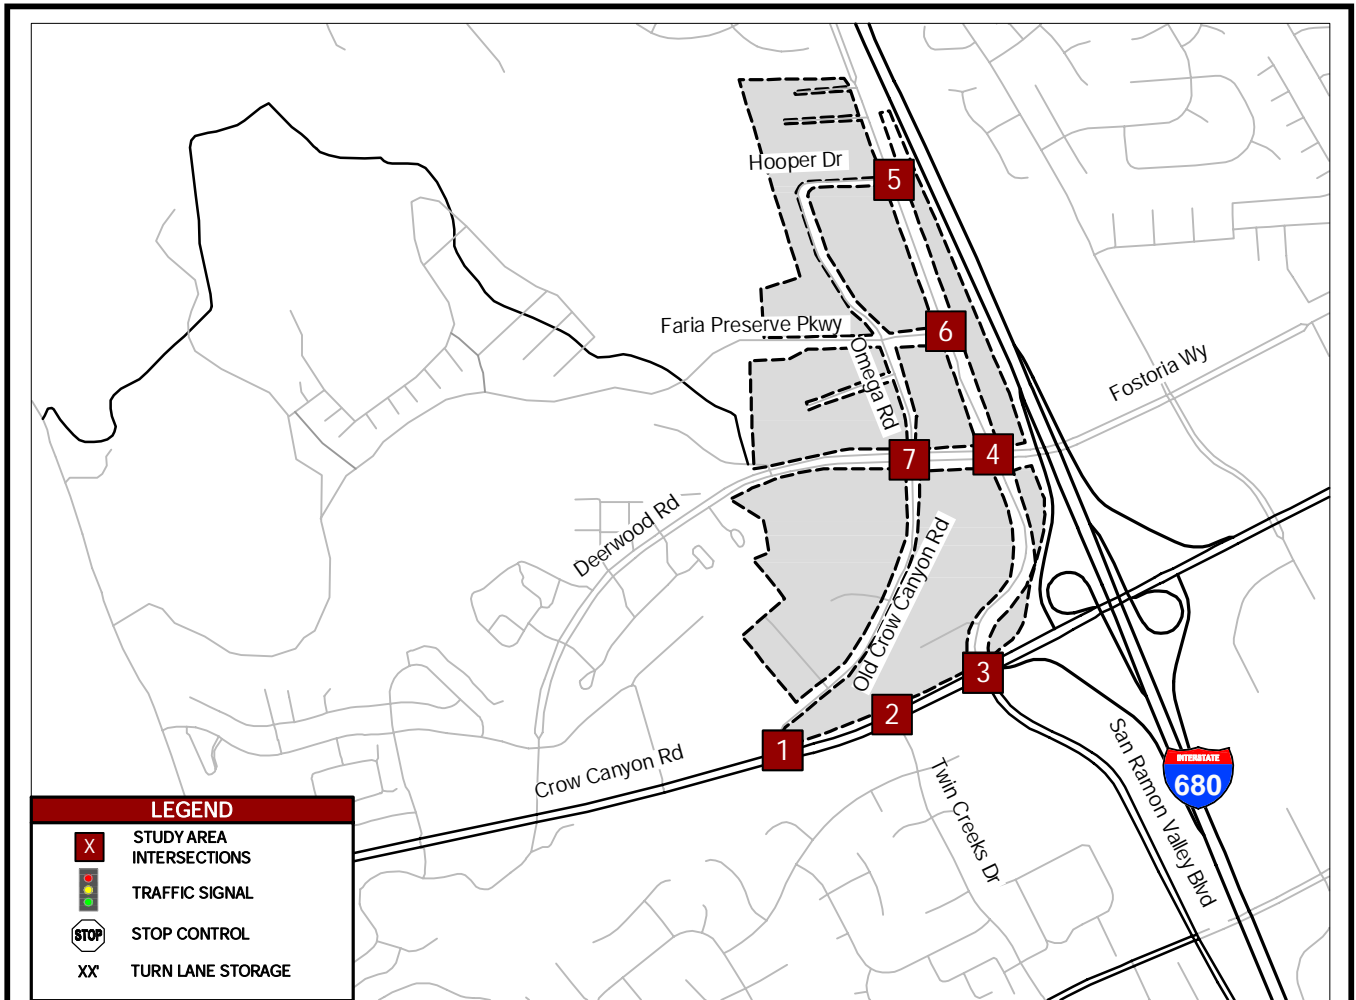 Hooper Dr
5
Faria Preserve Pkwy
6
Omega Rd
Fostoria Wy
7
4
Deerwood Rd
Old Crow Canyon Rd
3
2
1
Crow Canyon Rd
Twin Creeks Dr
San Ramon Valley Blvd
INTERSTATE
680
LEGEND
X
STUDY AREA
INTERSECTIONS
TRAFFIC SIGNAL
STOP
STOP CONTROL
XX'
TURN LANE STORAGE